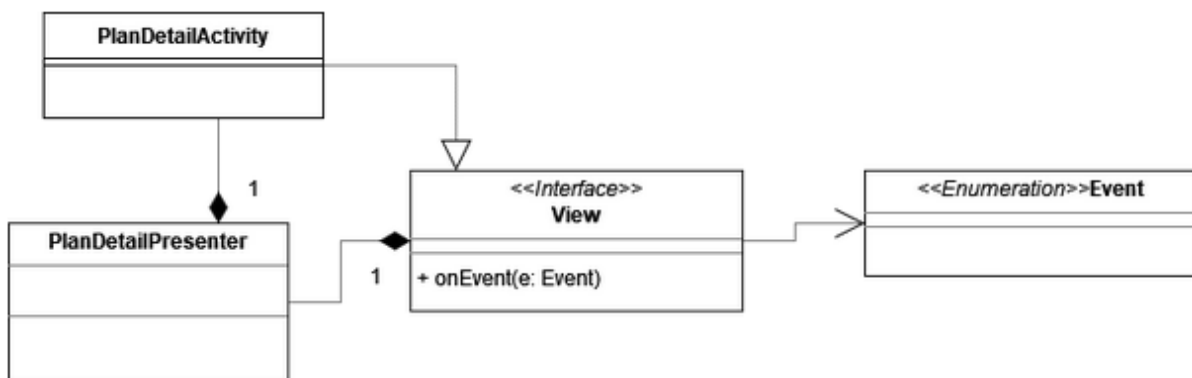 PlanDetailActivity
1
<<Interface>>
View
<<Enumeration>>Event
PlanDetailPresenter
1
+ onEvent(e: Event)